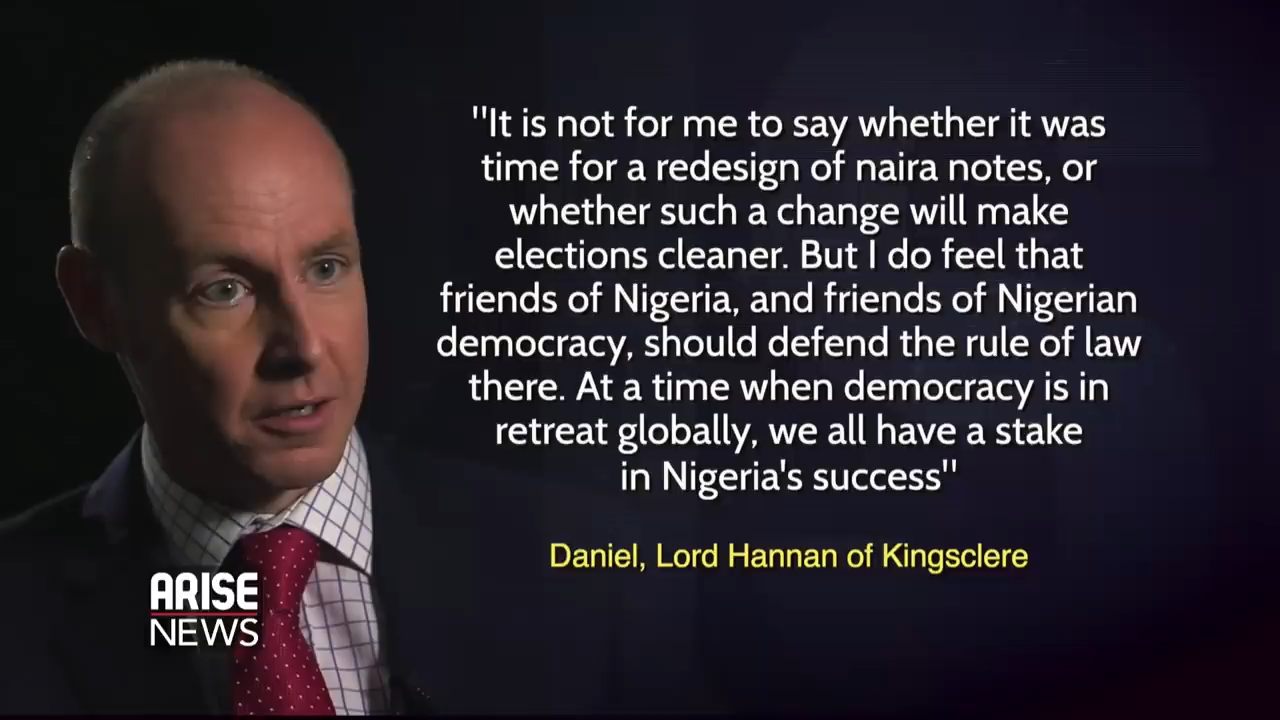 "It is not for me to say whether it was
time for a redesign of naira notes, or
whether such a change will make
elections cleaner. But I do feel that
friends of Nigeria, and friends of Nigerian
democracy, should defend the rule of law
there. At a time when democracy is in
retreat globally, we all have a stake
in Nigeria's success"
Daniel, Lord Hannan of Kingsclere
ARISE
NEWS